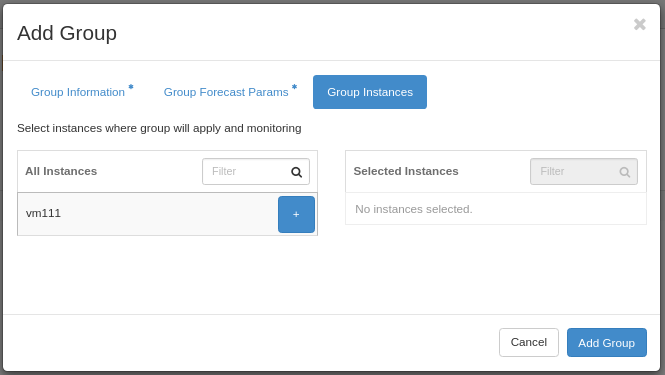 Add Group
Group Information *
Group Forecast Params *
Group Instances
Select instances where group will apply and monitoring
All Instances
Filter
Selected Instances
Filter
vm111
+
No instances selected.
Cancel
Add Group